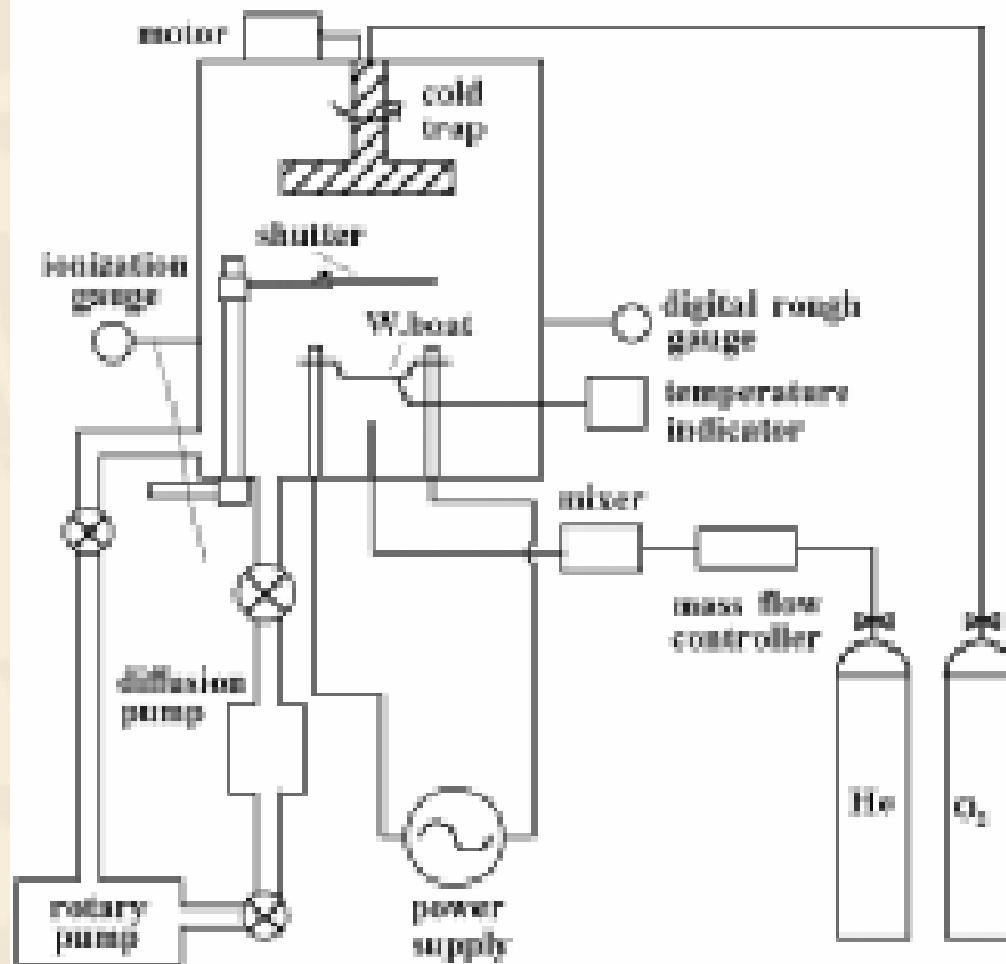 motor
cold
trap
shutter
ionization
gauge
W.boat
digital rough
gauge
temperature
indicator
mixer
mass flow
controller
diffusion
pump
He
O₂
rotary
pump
power
supply